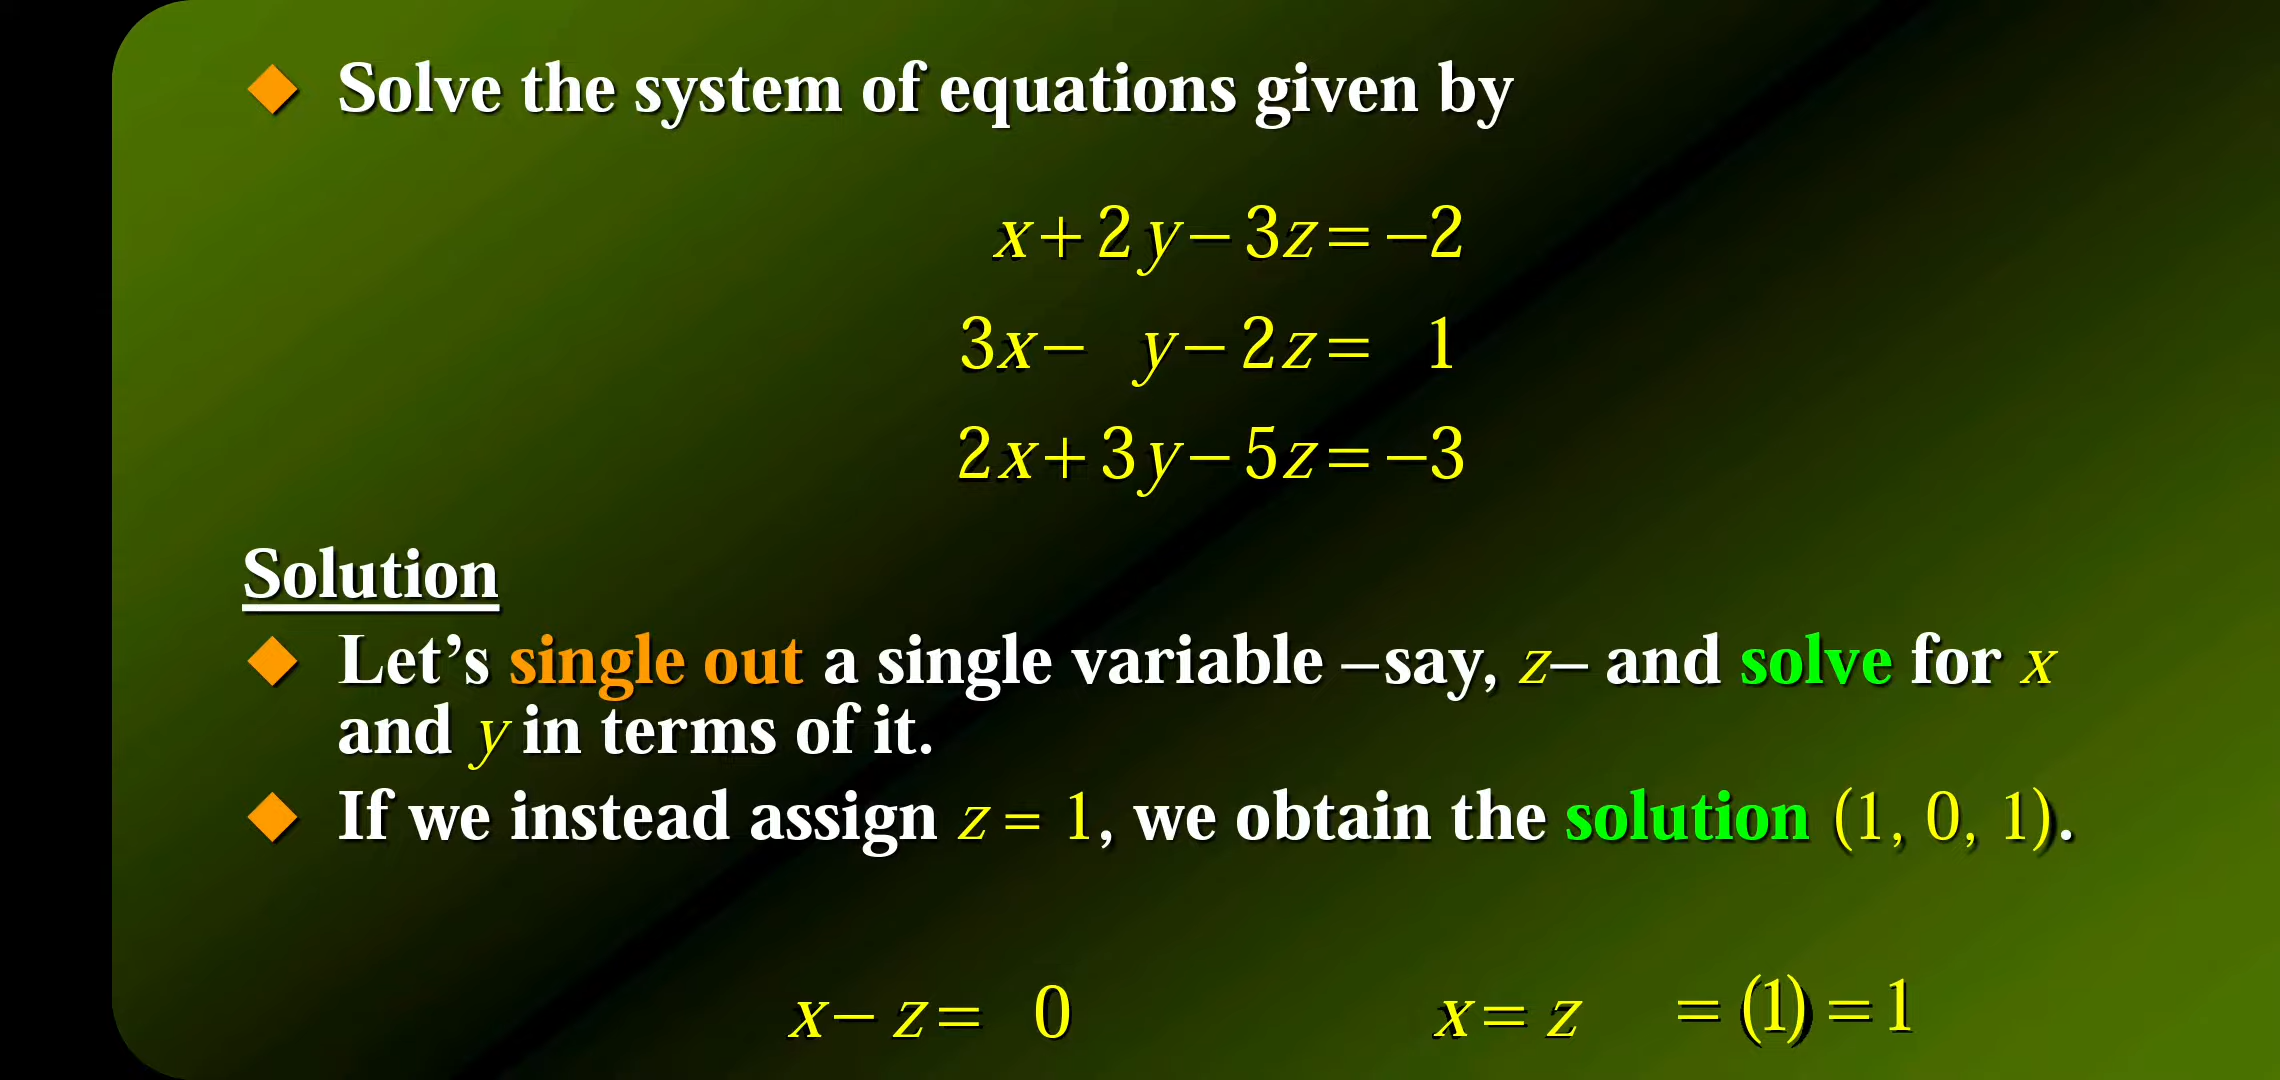 Solve the system of equations given by
x + 2y − 3z = −2
3x − y − 2z = 1
2x + 3y − 5z = −3
Solution
Let’s single out a single variable –say, z– and solve for x
and y in terms of it.
If we instead assign z = 1, we obtain the solution (1, 0, 1).
x − z = 0 x = z = (1) = 1